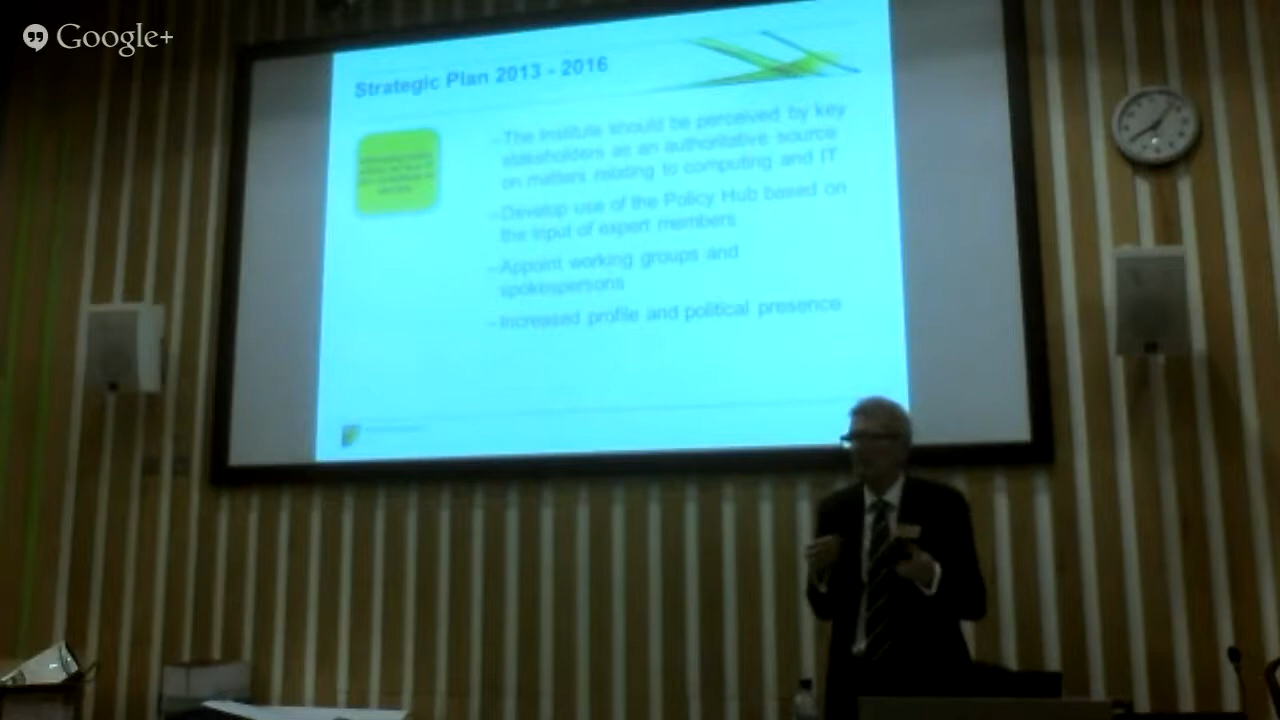 Google+
Strategic Plan 2013 - 2016
-The Institute should be perceived by key
stakeholders as an authoritative source
on matters relating to computing and IT
-Develop use of the Policy Hub based on
the input of expert members
-Appoint working groups and
spokespersons
-Increased profile and political presence